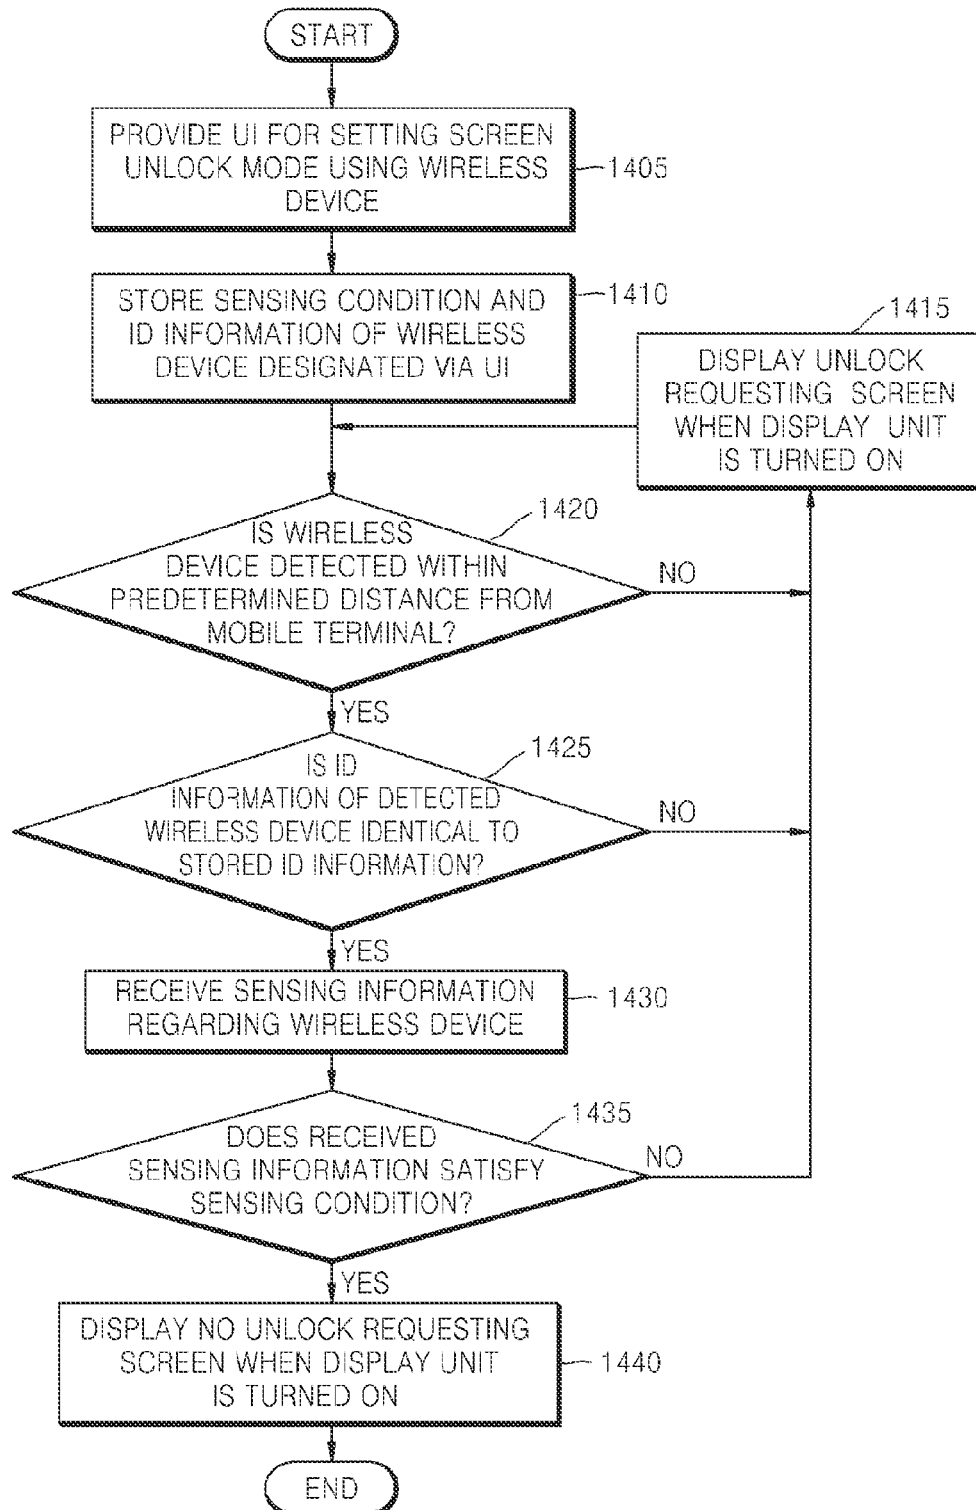 START
PROVIDE UI FOR SETTING SCREEN
UNLOCK MODE USING WIRELESS
DEVICE
1405
STORE SENSING CONDITION AND
ID INFORMATION OF WIRELESS
DEVICE DESIGNATED VIA UI
1410
1415
DISPLAY UNLOCK
REQUESTING SCREEN
WHEN DISPLAY UNIT
IS TURNED ON
1420
IS WIRELESS
DEVICE DETECTED WITHIN
PREDETERMINED DISTANCE FROM
MOBILE TERMINAL?
NO
YES
1425
IS ID
INFORMATION OF DETECTED
WIRELESS DEVICE IDENTICAL TO
STORED ID INFORMATION?
NO
YES
RECEIVE SENSING INFORMATION
REGARDING WIRELESS DEVICE
1430
1435
DOES RECEIVED
SENSING INFORMATION SATISFY
SENSING CONDITION?
NO
YES
DISPLAY NO UNLOCK REQUESTING
SCREEN WHEN DISPLAY UNIT
IS TURNED ON
1440
END